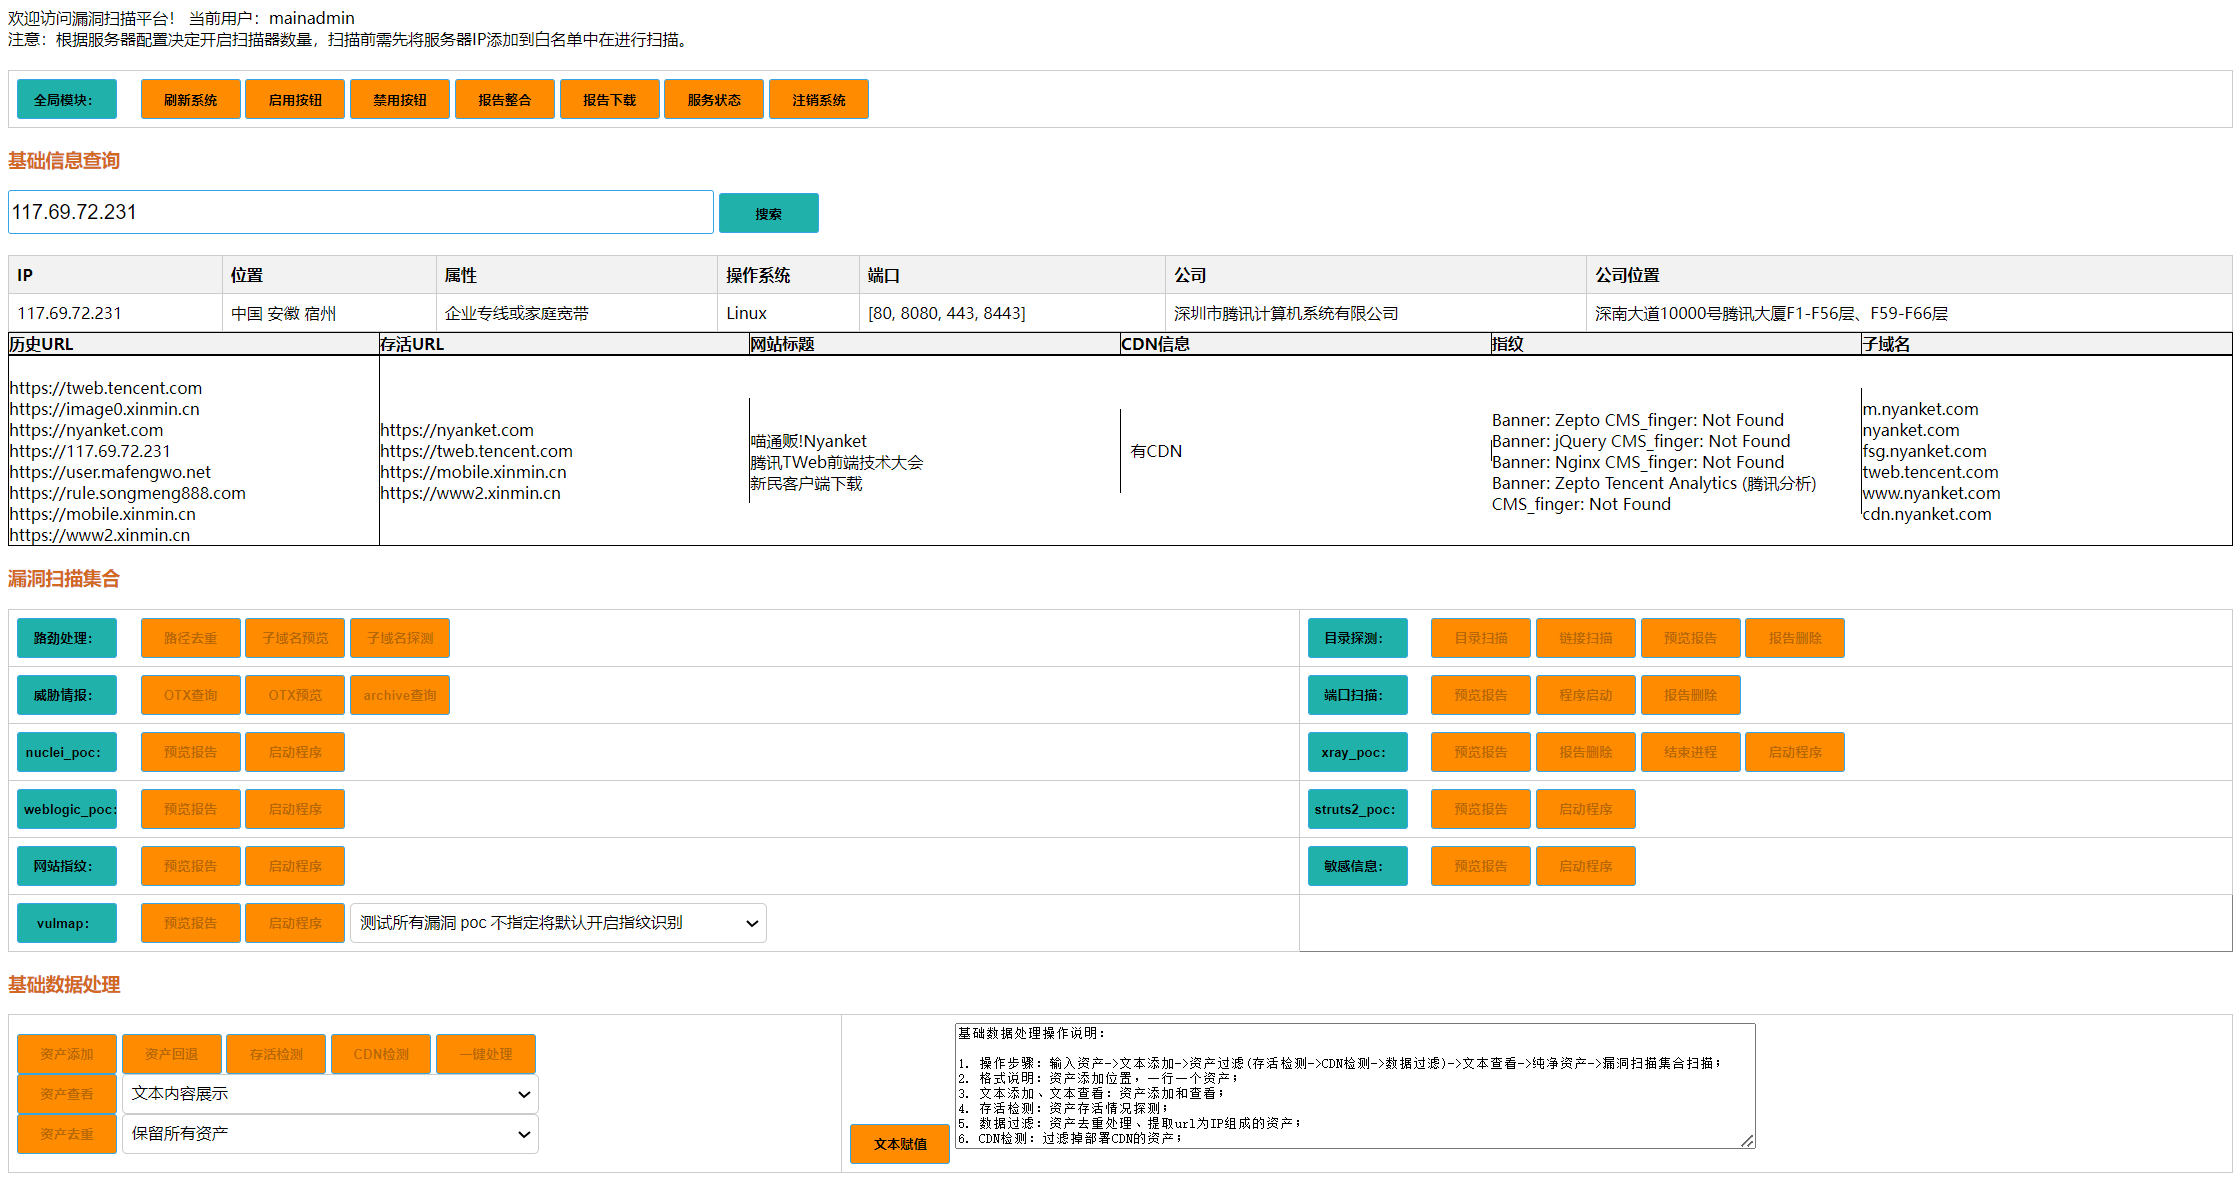 欢迎访问漏洞扫描平台！ 当前用户：mainadmin
注意：根据服务器配置决定开启扫描器数量，扫描前需先将服务器IP添加到白名单中在进行扫描。
全局模块： 刷新系统 启用按钮 禁用按钮 报告整合 报告下载 服务状态 注销系统
基础信息查询
117.69.72.231 搜索
IP 位置 属性 操作系统 端口 公司 公司位置
117.69.72.231 中国 安徽 宿州 企业专线或家庭宽带 Linux [80, 8080, 443, 8443] 深圳市腾讯计算机系统有限公司 深南大道10000号腾讯大厦F1-F56层、F59-F66层
历史URL 存活URL 网站标题 CDN信息 指纹 子域名
https://tweb.tencent.com
https://image0.xinmin.cn
https://nyanket.com
https://117.69.72.231
https://user.mafengwo.net
https://rule.songmeng888.com
https://mobile.xinmin.cn
https://www2.xinmin.cn
https://nyanket.com
https://tweb.tencent.com
https://mobile.xinmin.cn
https://www2.xinmin.cn
喵通贩!Nyanket
腾讯TWeb前端技术大会
新民客户端下载
有CDN
Banner: Zepto CMS_finger: Not Found
Banner: jQuery CMS_finger: Not Found
Banner: Nginx CMS_finger: Not Found
Banner: Zepto Tencent Analytics (腾讯分析)
CMS_finger: Not Found
m.nyanket.com
nyanket.com
fsg.nyanket.com
tweb.tencent.com
www.nyanket.com
cdn.nyanket.com
漏洞扫描集合
路劲处理： 路径去重 子域名预览 子域名探测 目录探测： 目录扫描 链接扫描 预览报告 报告删除
威胁情报： OTX查询 OTX预览 archive查询 端口扫描： 预览报告 程序启动 报告删除
nuclei_poc： 预览报告 启动程序 xray_poc： 预览报告 报告删除 结束进程 启动程序
weblogic_poc： 预览报告 启动程序 struts2_poc： 预览报告 启动程序
网站指纹： 预览报告 启动程序 敏感信息： 预览报告 启动程序
vulmap： 预览报告 启动程序 测试所有漏洞 poc 不指定将默认开启指纹识别
基础数据处理
资产添加 资产回退 存活检测 CDN检测 一键处理
资产查看 文本内容展示
资产去重 保留所有资产
文本赋值
基础数据处理操作说明：
1. 操作步骤：输入资产->文本添加->资产过滤(存活检测->CDN检测->数据过滤)->文本查看->纯净资产->漏洞扫描集合扫描；
2. 格式说明：资产添加位置，一行一个资产；
3. 文本添加、文本查看：资产添加和查看；
4. 存活检测：资产存活情况探测；
5. 数据过滤：资产去重处理、提取url为IP组成的资产；
6. CDN检测：过滤掉部署CDN的资产；